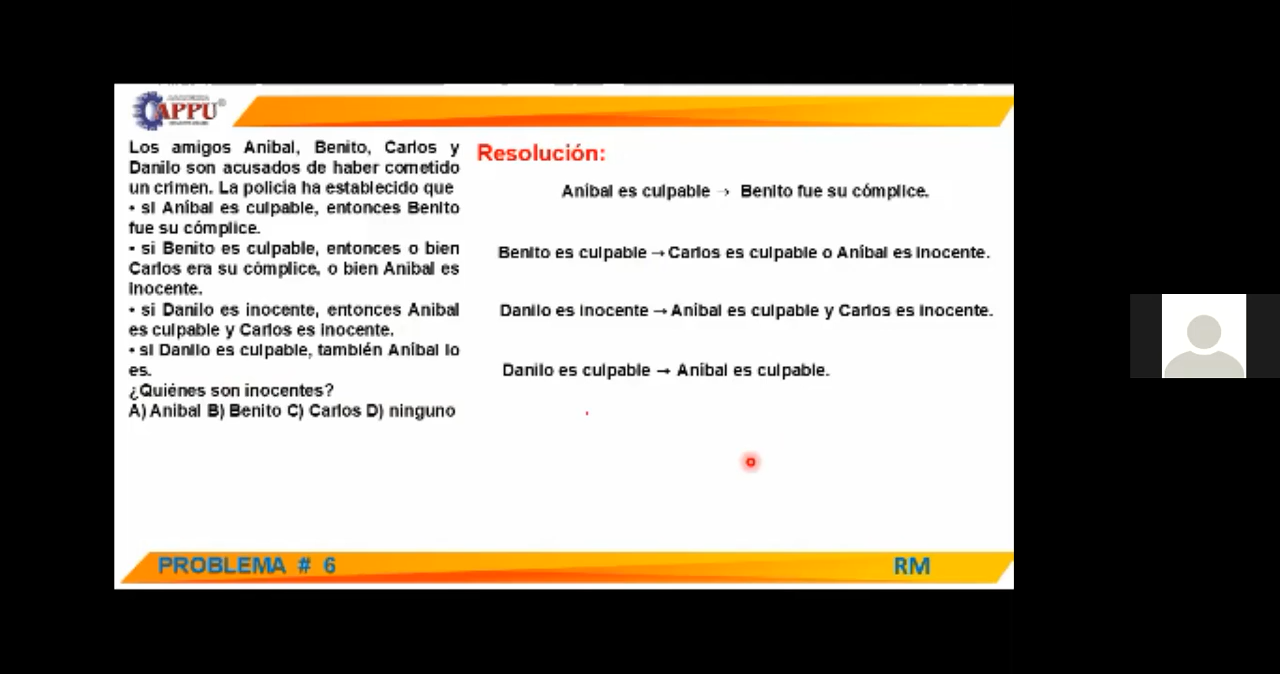 APPU
Los amigos Aníbal, Benito, Carlos y
Danilo son acusados de haber cometido
un crimen. La policía ha establecido que
• si Aníbal es culpable, entonces Benito
fue su cómplice.
• si Benito es culpable, entonces o bien
Carlos era su cómplice, o bien Aníbal es
inocente.
• si Danilo es inocente, entonces Aníbal
es culpable y Carlos es inocente.
• si Danilo es culpable, también Aníbal lo
es.
¿Quiénes son inocentes?
A) Aníbal B) Benito C) Carlos D) ninguno
Resolución:
Aníbal es culpable → Benito fue su cómplice.
Benito es culpable → Carlos es culpable o Aníbal es inocente.
Danilo es inocente → Aníbal es culpable y Carlos es inocente.
Danilo es culpable → Aníbal es culpable.
PROBLEMA # 6
RM